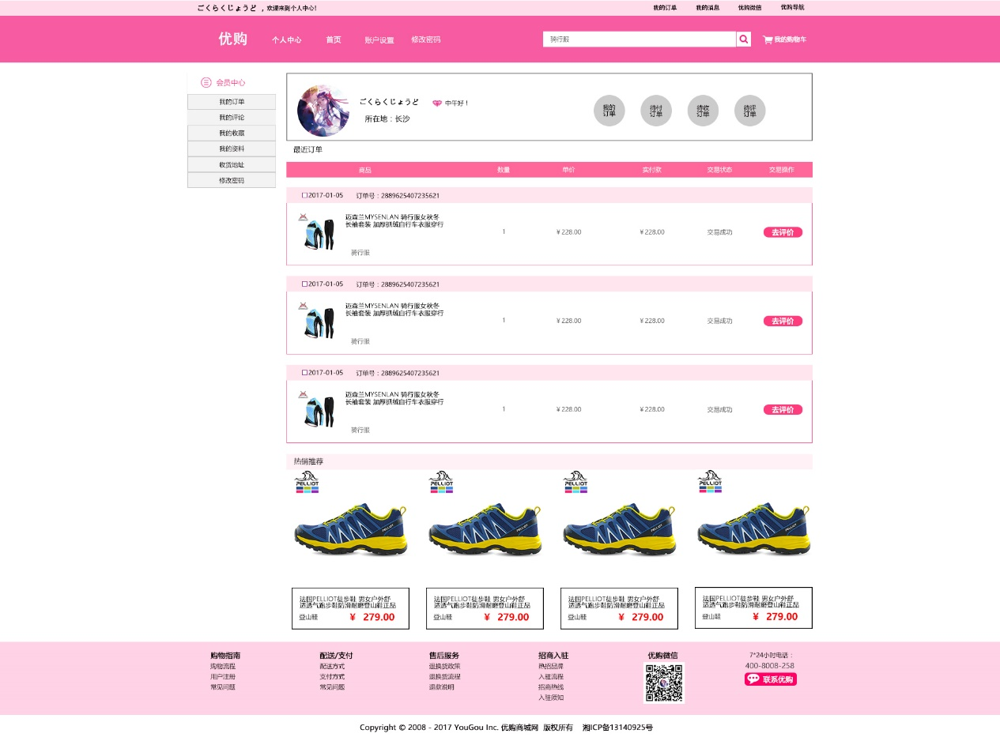 ごくらくじょうど ，欢迎来到个人中心！
我的订单 我的消息 优购微信 优购导航
优购 个人中心 首页 账户设置 修改密码 骑行服 我的购物车
会员中心
我的订单
我的评论
我的收藏
我的资料
收货地址
修改密码
ごくらくじょうど 中午好！
所在地：长沙
我的
订单
待付
订单
待收
订单
待评
订单
最近订单
商品 数量 单价 实付款 交易状态 交易操作
2017-01-05 订单号：2889625407235621
迈森兰MYSENLAN 骑行服女秋冬
长袖套装 加厚抓绒自行车衣服穿行
1 ￥228.00 ￥228.00 交易成功 去评价
骑行服
2017-01-05 订单号：2889625407235621
迈森兰MYSENLAN 骑行服女秋冬
长袖套装 加厚抓绒自行车衣服穿行
1 ￥228.00 ￥228.00 交易成功 去评价
骑行服
2017-01-05 订单号：2889625407235621
迈森兰MYSENLAN 骑行服女秋冬
长袖套装 加厚抓绒自行车衣服穿行
1 ￥228.00 ￥228.00 交易成功 去评价
骑行服
热销推荐
PELLIOT
PELLIOT
PELLIOT
PELLIOT
PELLIOT
PELLIOT
PELLIOT
PELLIOT
法国PELLIOT徒步鞋 男女户外舒
适透气跑步鞋防滑耐磨登山鞋正品
登山鞋 ￥ 279.00
法国PELLIOT徒步鞋 男女户外舒
适透气跑步鞋防滑耐磨登山鞋正品
登山鞋 ￥ 279.00
法国PELLIOT徒步鞋 男女户外舒
适透气跑步鞋防滑耐磨登山鞋正品
登山鞋 ￥ 279.00
法国PELLIOT徒步鞋 男女户外舒
适透气跑步鞋防滑耐磨登山鞋正品
登山鞋 ￥ 279.00
购物指南
购物流程
用户注册
常见问题
配送/支付
配送方式
支付方式
常见问题
售后服务
退换货政策
退换货流程
退款说明
招商入驻
热招品牌
入驻流程
招商热线
入驻须知
优购微信
7*24小时电话：
400-8008-258
联系优购
Copyright © 2008 - 2017 YouGou Inc. 优购商城网 版权所有 湘ICP备13140925号